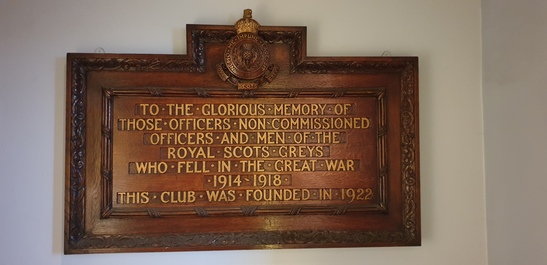 TO · THE · GLORIOUS · MEMORY · OF
THOSE · OFFICERS · NON · COMMISSIONED
OFFICERS · AND · MEN · OF · THE
ROYAL · SCOTS · GREYS
WHO · FELL · IN · THE · GREAT · WAR
· 1914 - 1918 ·
THIS · CLUB · WAS · FOUNDED · IN · 1922